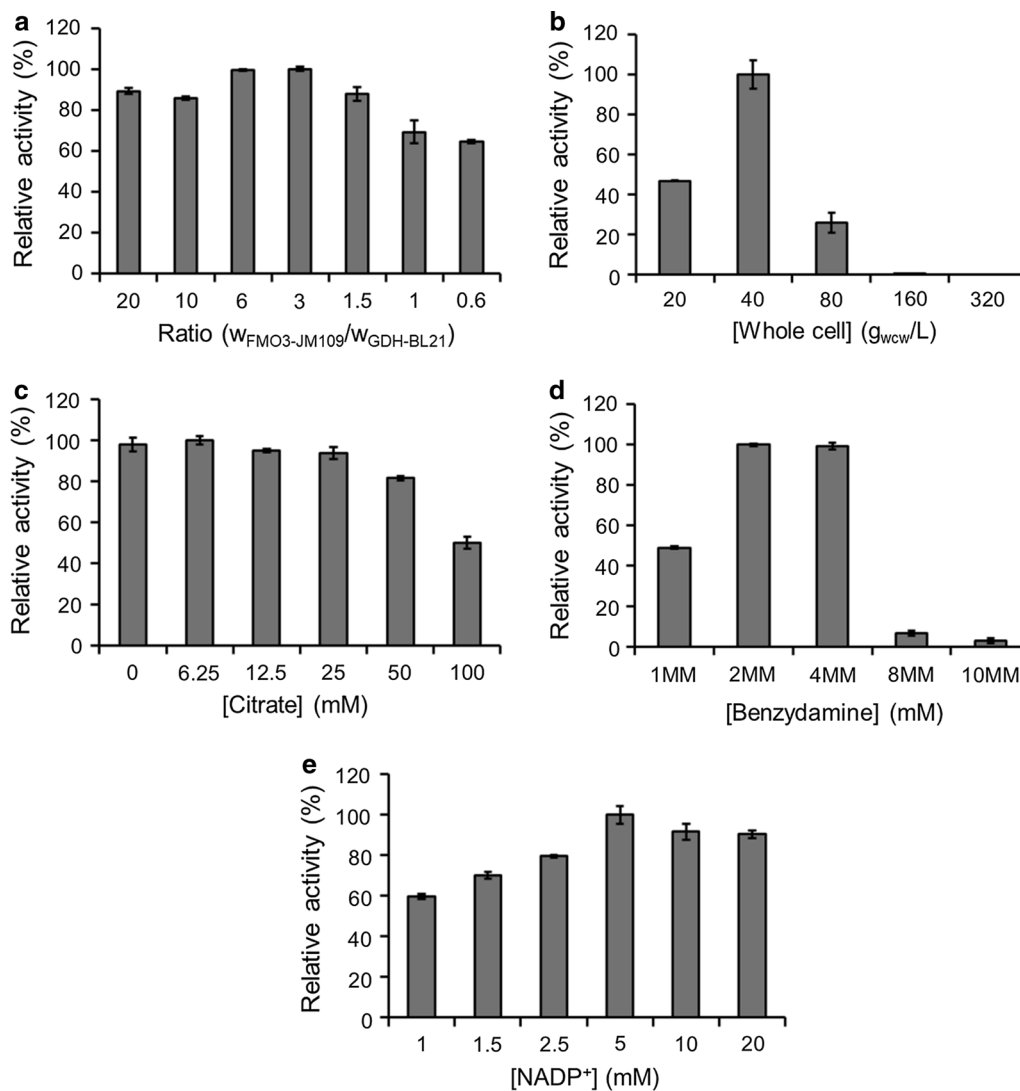 a
Relative activity (%)
120
100
80
60
40
20
0
20 10 6 3 1.5 1 0.6
Ratio (wFMO3-JM109/wGDH-BL21)
b
Relative activity (%)
120
100
80
60
40
20
0
20 40 80 160 320
[Whole cell] (gwcw/L)
c
Relative activity (%)
120
100
80
60
40
20
0
0 6.25 12.5 25 50 100
[Citrate] (mM)
d
Relative activity (%)
120
100
80
60
40
20
0
1MM 2MM 4MM 8MM 10MM
[Benzydamine] (mM)
e
Relative activity (%)
120
100
80
60
40
20
0
1 1.5 2.5 5 10 20
[NADP⁺] (mM)